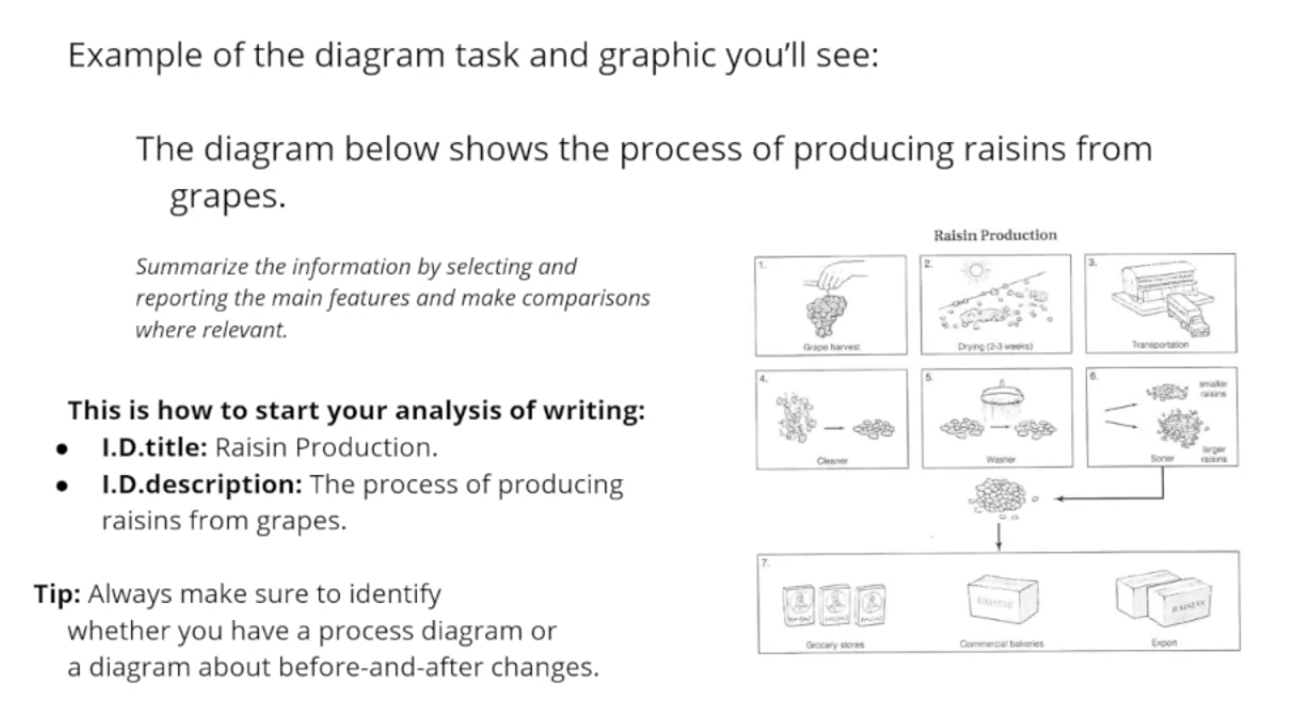 Example of the diagram task and graphic you'll see:
The diagram below shows the process of producing raisins from
grapes.
Summarize the information by selecting and
reporting the main features and make comparisons
where relevant.
This is how to start your analysis of writing:
● I.D.title: Raisin Production.
● I.D.description: The process of producing
raisins from grapes.
Tip: Always make sure to identify
whether you have a process diagram or
a diagram about before-and-after changes.
Raisin Production
1.
Grape harvest
2.
Drying (2-3 weeks)
3.
Transportation
4.
Cleaner
5.
Washer
6.
smaller
raisins
larger
raisins
Sorter
7.
Grocery stores
RAISINS
Commercial bakeries
RAISINS
Export